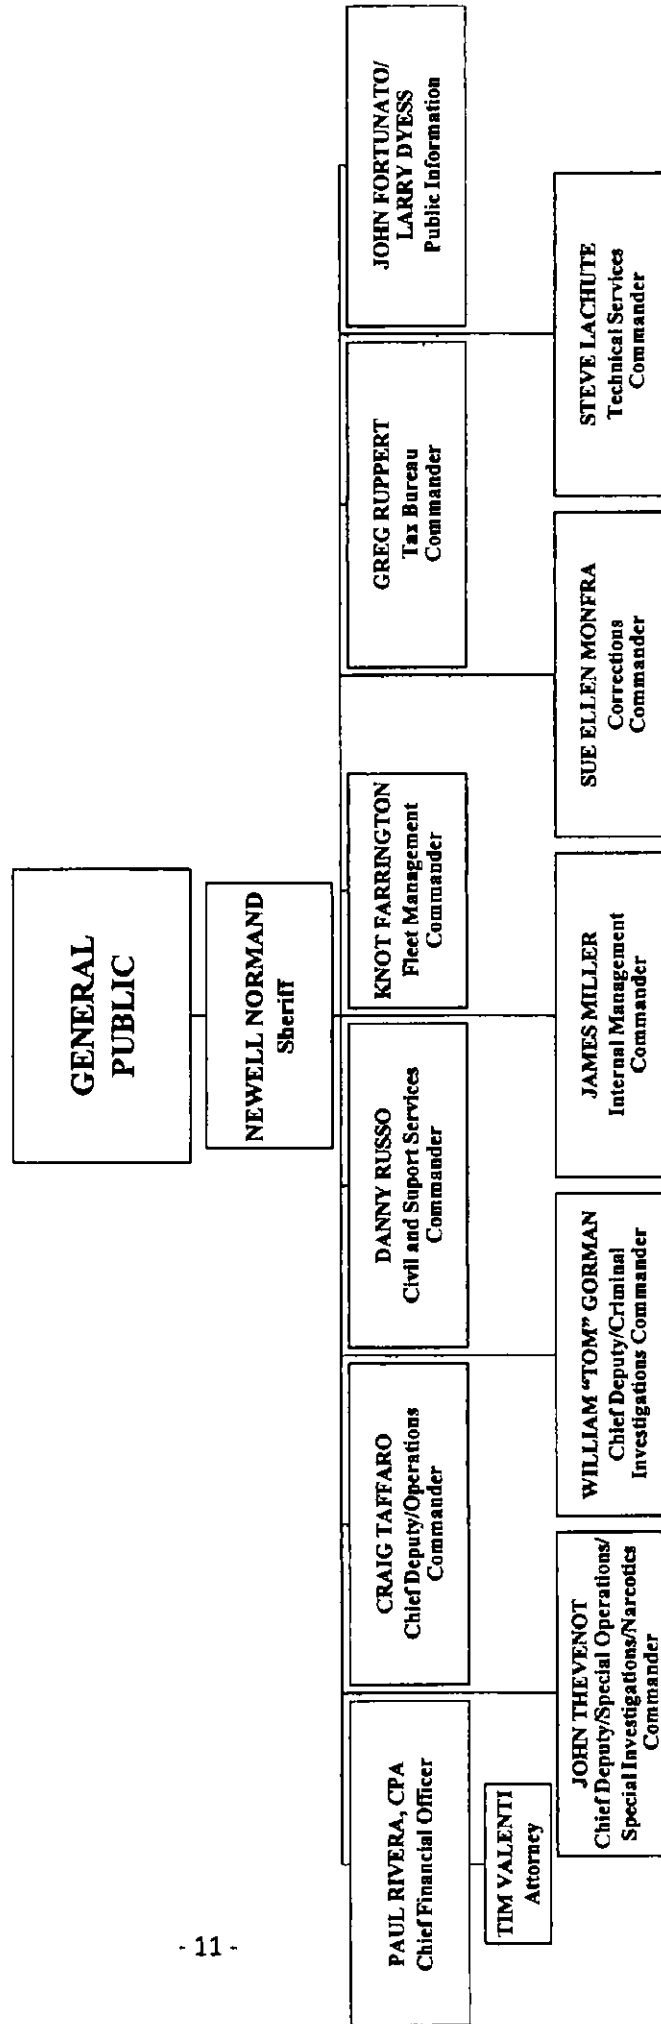 GENERAL
PUBLIC
NEWELL NORMAND
Sheriff
PAUL RIVERA, CPA
Chief Financial Officer
CRAIG TAFFARO
Chief Deputy/Operations
Commander
DANNY RUSSO
Civil and Suport Services
Commander
KNOT FARRINGTON
Fleet Management
Commander
GREG RUPPERT
Tax Bureau
Commander
JOHN FORTUNATO/
LARRY DYESS
Public Information
TIM VALENTI
Attorney
JOHN THEVENOT
Chief Deputy/Special Operations/
Special Investigations/Narcotics
Commander
WILLIAM “TOM” GORMAN
Chief Deputy/Criminal
Investigations Commander
JAMES MILLER
Internal Management
Commander
SUE ELLEN MONFRA
Corrections
Commander
STEVE LACHUTE
Technical Services
Commander
- 11 -